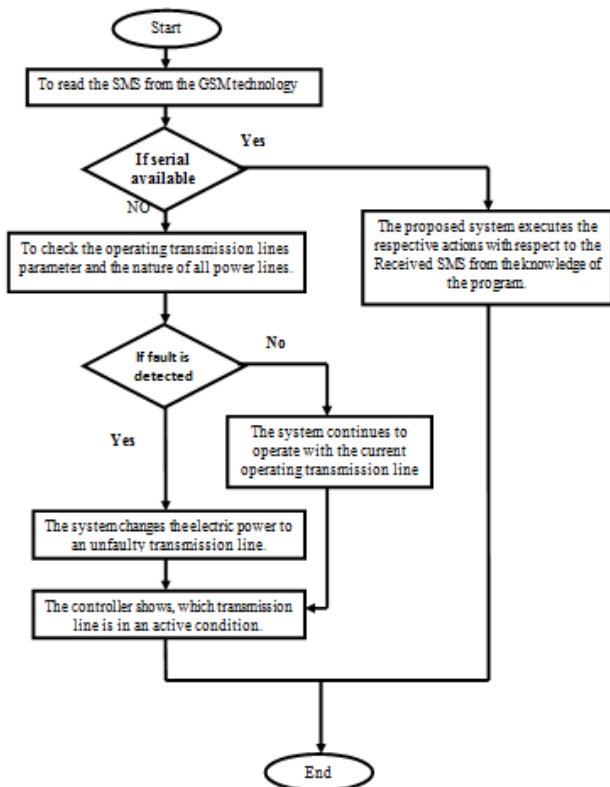 Start
To read the SMS from the GSM technology
Yes
If serial
available
NO
To check the operating transmission lines
parameter and the nature of all power lines.
The proposed system executes the
respective actions with respect to the
Received SMS from the knowledge of
the program.
No
If fault is
detected
Yes
The system continues to
operate with the current
operating transmission line
The system changes the electric power to
an unfaulty transmission line.
The controller shows, which transmission
line is in an active condition.
End